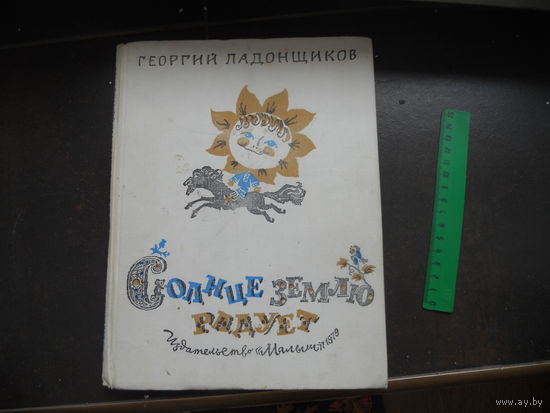 ГЕОРГИЙ ЛАДОНЩИКОВ
СОЛНЦЕ ЗЕМЛЮ
РАДУЕТ
Издательство «Малыш» 1979
www.ay.by